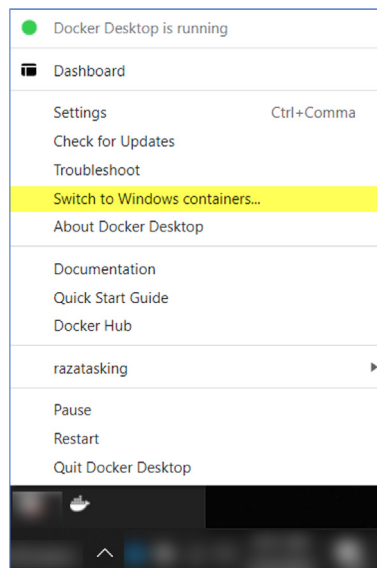 Docker Desktop is running
Dashboard
Settings Ctrl+Comma
Check for Updates
Troubleshoot
Switch to Windows containers...
About Docker Desktop
Documentation
Quick Start Guide
Docker Hub
razatasking
Pause
Restart
Quit Docker Desktop